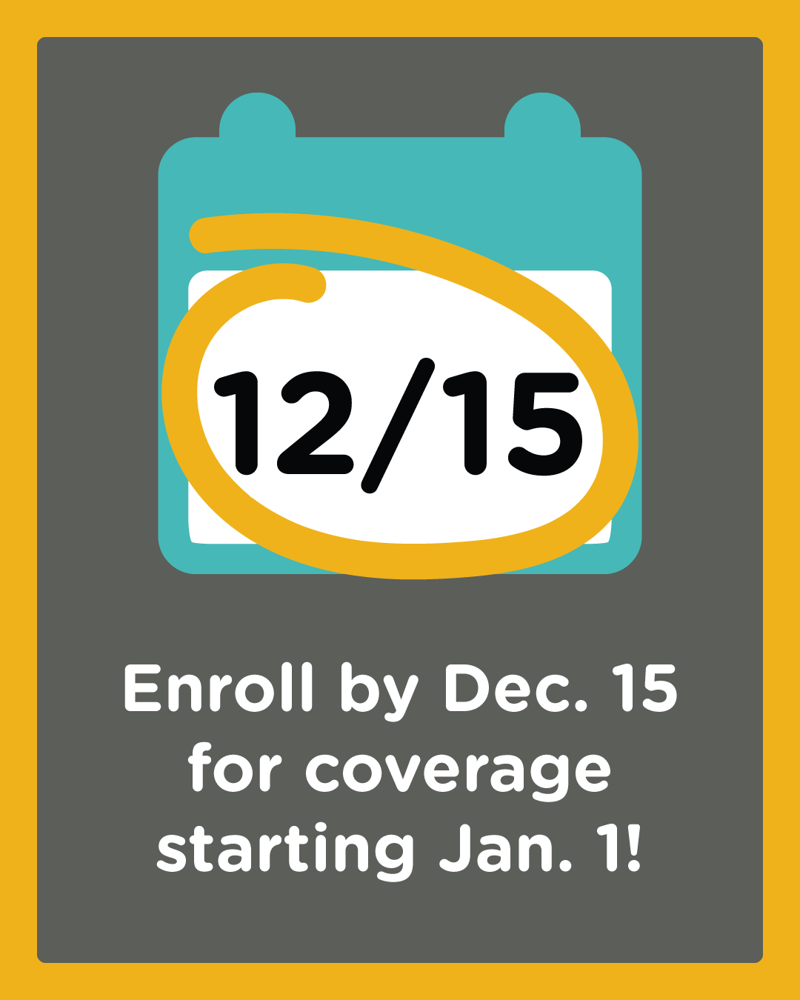 12/15
Enroll by Dec. 15
for coverage
starting Jan. 1!